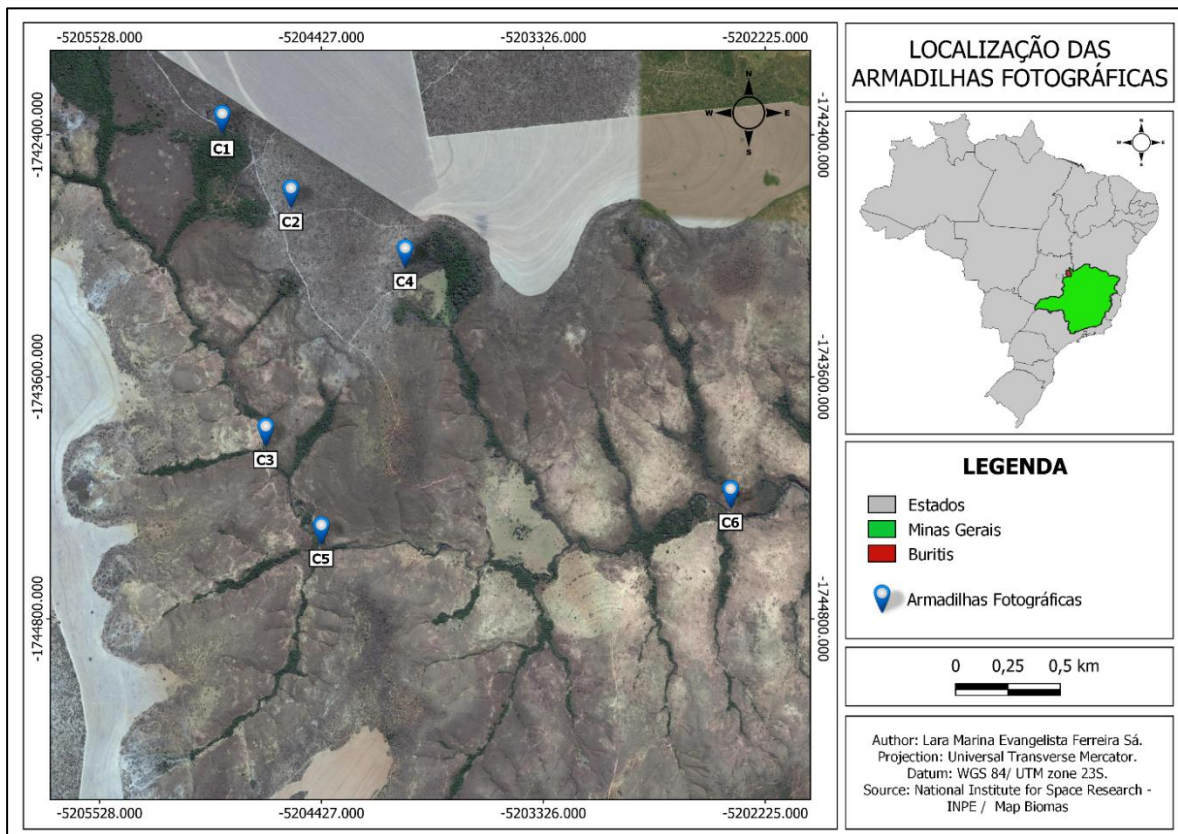 -5205528.000
-5204427.000
-5203326.000
-5202225.000
LOCALIZAÇÃO DAS
ARMADILHAS FOTOGRÁFICAS
-1742400.000
-1742400.000
N
W
E
S
N
W
E
S
C1
C2
C4
-1743600.000
-1743600.000
C3
C6
C5
-1744800.000
-1744800.000
LEGENDA
Estados
Minas Gerais
Buritis
Armadilhas Fotográficas
0 0,25 0,5 km
Author: Lara Marina Evangelista Ferreira Sá.
Projection: Universal Transverse Mercator.
Datum: WGS 84/ UTM zone 23S.
Source: National Institute for Space Research -
INPE / Map Biomas
-5205528.000
-5204427.000
-5203326.000
-5202225.000